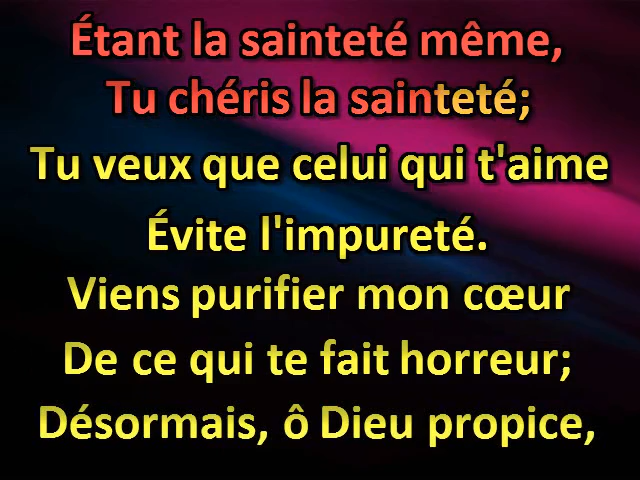 Étant la sainteté même,
Tu chéris la sainteté;
Tu veux que celui qui t'aime
Évite l'impureté.
Viens purifier mon cœur
De ce qui te fait horreur;
Désormais, ô Dieu propice,